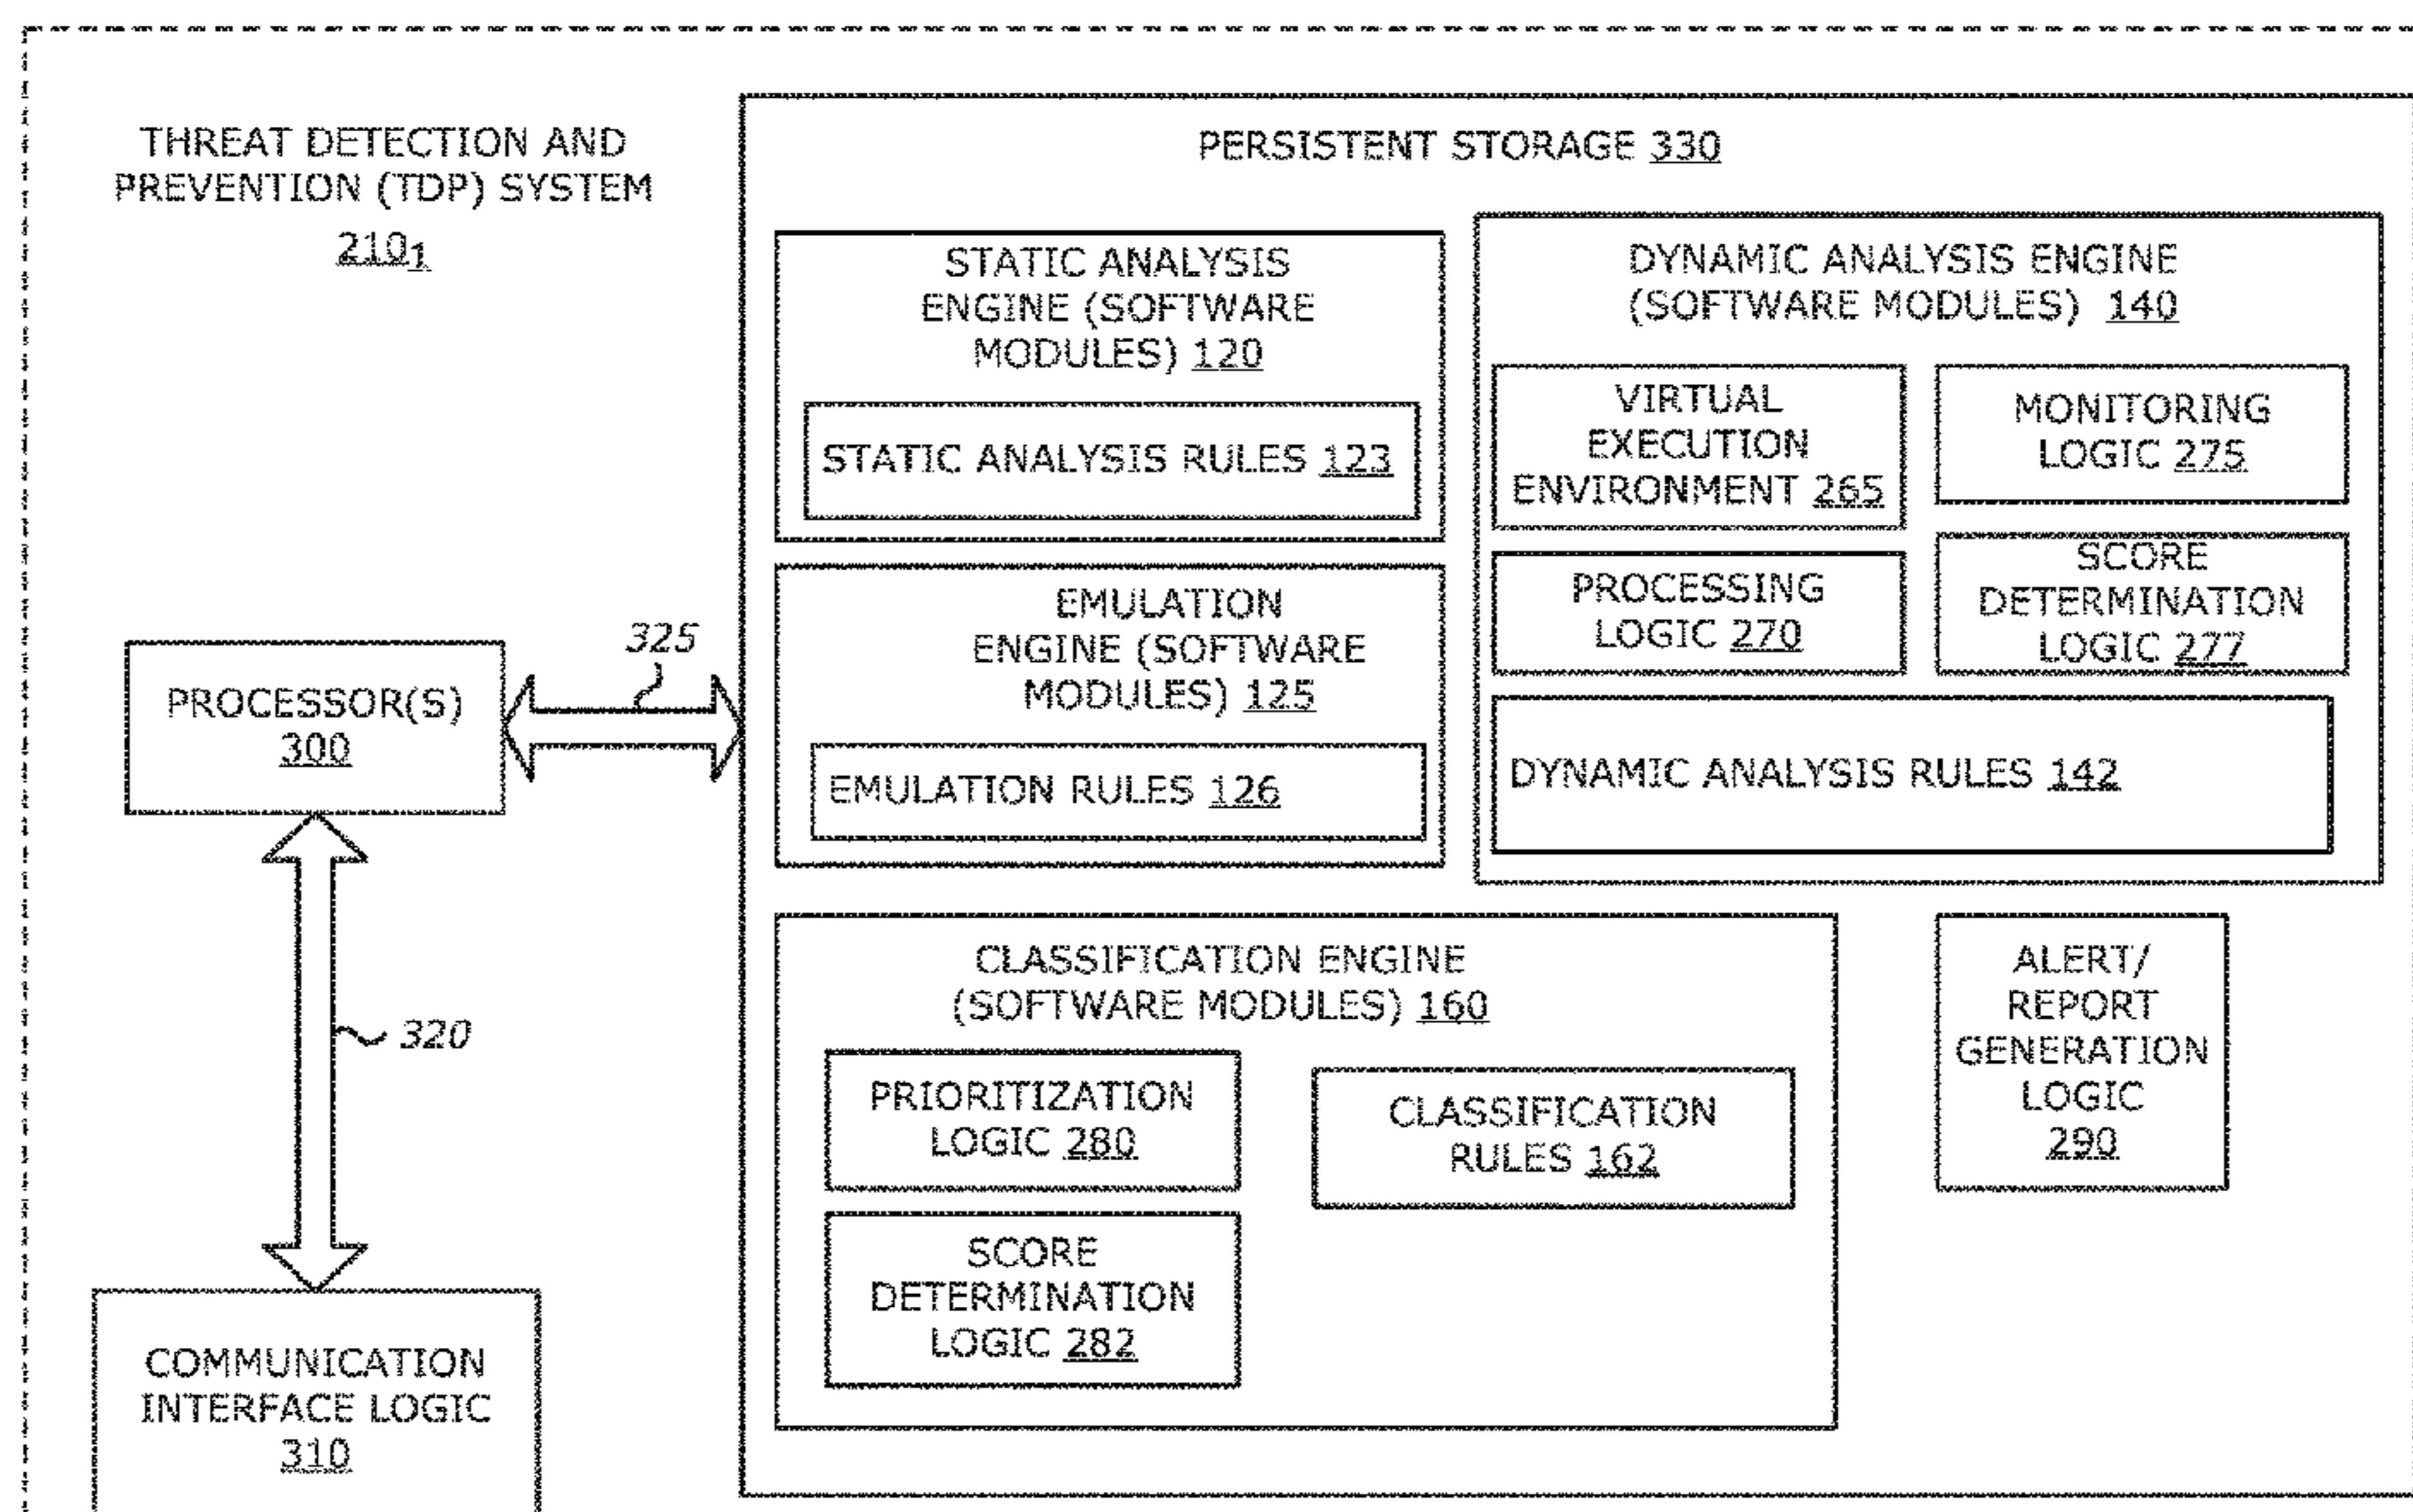 THREAT DETECTION AND
PREVENTION (TDP) SYSTEM
210₁
PERSISTENT STORAGE 330
STATIC ANALYSIS
ENGINE (SOFTWARE
MODULES) 120
STATIC ANALYSIS RULES 123
DYNAMIC ANALYSIS ENGINE
(SOFTWARE MODULES) 140
VIRTUAL
EXECUTION
ENVIRONMENT 265
MONITORING
LOGIC 275
PROCESSING
LOGIC 270
SCORE
DETERMINATION
LOGIC 277
DYNAMIC ANALYSIS RULES 142
EMULATION
ENGINE (SOFTWARE
MODULES) 125
EMULATION RULES 126
325
PROCESSOR(S)
300
320
CLASSIFICATION ENGINE
(SOFTWARE MODULES) 160
PRIORITIZATION
LOGIC 280
CLASSIFICATION
RULES 162
SCORE
DETERMINATION
LOGIC 282
ALERT/
REPORT
GENERATION
LOGIC
290
COMMUNICATION
INTERFACE LOGIC
310